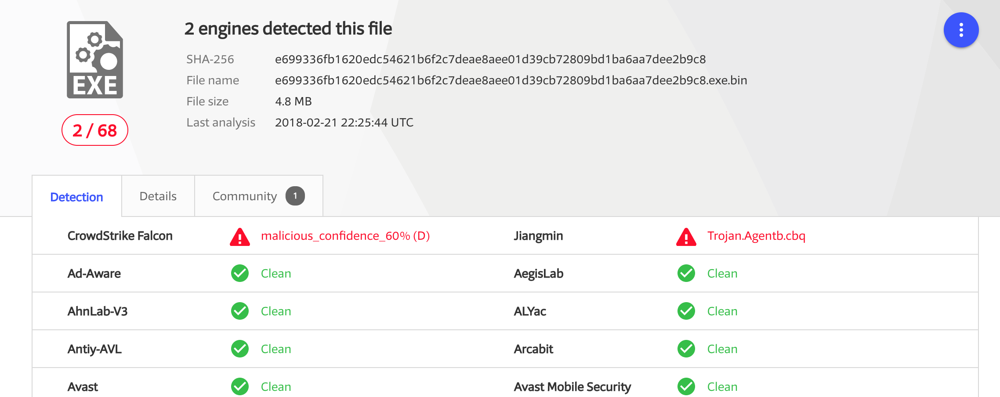 2 engines detected this file
SHA-256 e699336fb1620edc54621b6f2c7deae8aee01d39cb72809bd1ba6aa7dee2b9c8
File name e699336fb1620edc54621b6f2c7deae8aee01d39cb72809bd1ba6aa7dee2b9c8.exe.bin
File size 4.8 MB
Last analysis 2018-02-21 22:25:44 UTC
EXE
2 / 68
Detection Details Community 1
CrowdStrike Falcon malicious_confidence_60% (D) Jiangmin Trojan.Agentb.cbq
Ad-Aware Clean AegisLab Clean
AhnLab-V3 Clean ALYac Clean
Antiy-AVL Clean Arcabit Clean
Avast Clean Avast Mobile Security Clean